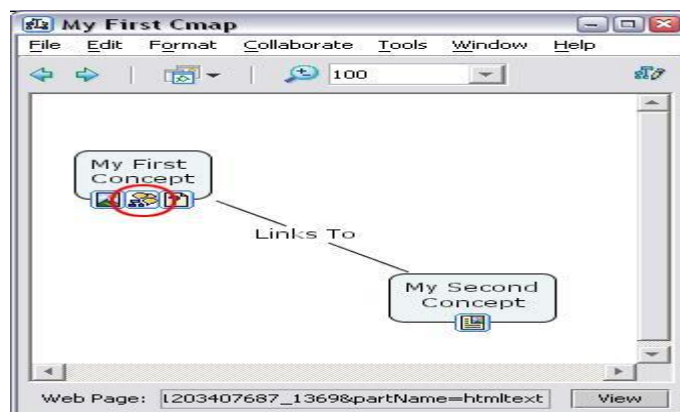 My First Cmap
File Edit Format Collaborate Tools Window Help
100
My First
Concept
Links To
My Second
Concept
Web Page: 1203407687_1369&partName=htmltext View